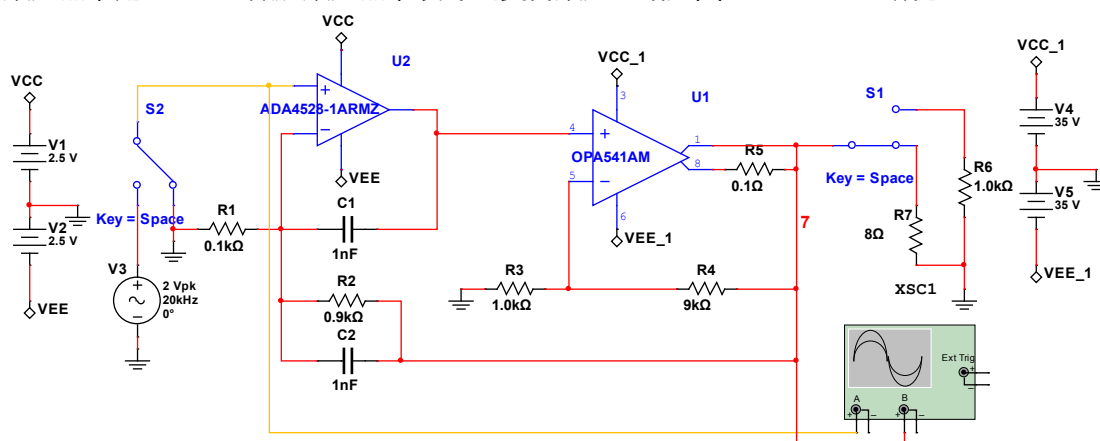 VCC
V1
2.5 V
V2
2.5 V
VEE
S2
Key = Space
V3
2 Vpk
20kHz
0°
R1
0.1kΩ
VCC
U2
+
ADA4528-1ARMZ
−
VEE
C1
1nF
R2
0.9kΩ
C2
1nF
VCC_1
U1
3
4
+
OPA541AM
5
−
1
8
6
VEE_1
R5
0.1Ω
R3
1.0kΩ
R4
9kΩ
7
S1
Key = Space
R6
1.0kΩ
R7
8Ω
VCC_1
V4
35 V
V5
35 V
VEE_1
XSC1
Ext Trig
+
−
A
B
+ −
+ −